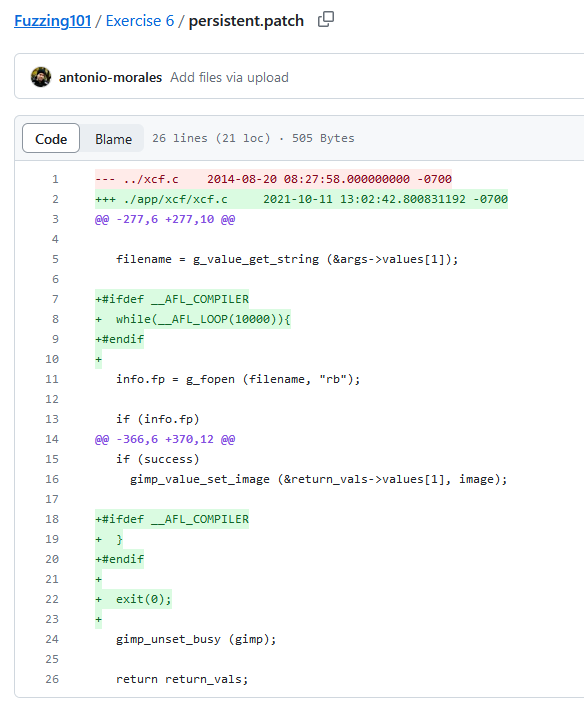 Fuzzing101 / Exercise 6 / persistent.patch
antonio-morales Add files via upload
Code Blame 26 lines (21 loc) · 505 Bytes
1 --- ../xcf.c 2014-08-20 08:27:58.000000000 -0700
2 +++ ./app/xcf/xcf.c 2021-10-11 13:02:42.800831192 -0700
3 @@ -277,6 +277,10 @@
4
5 filename = g_value_get_string (&args->values[1]);
6
7 +#ifdef __AFL_COMPILER
8 + while(__AFL_LOOP(10000)){
9 +#endif
10 +
11 info.fp = g_fopen (filename, "rb");
12
13 if (info.fp)
14 @@ -366,6 +370,12 @@
15 if (success)
16 gimp_value_set_image (&return_vals->values[1], image);
17
18 +#ifdef __AFL_COMPILER
19 + }
20 +#endif
21 +
22 + exit(0);
23 +
24 gimp_unset_busy (gimp);
25
26 return return_vals;